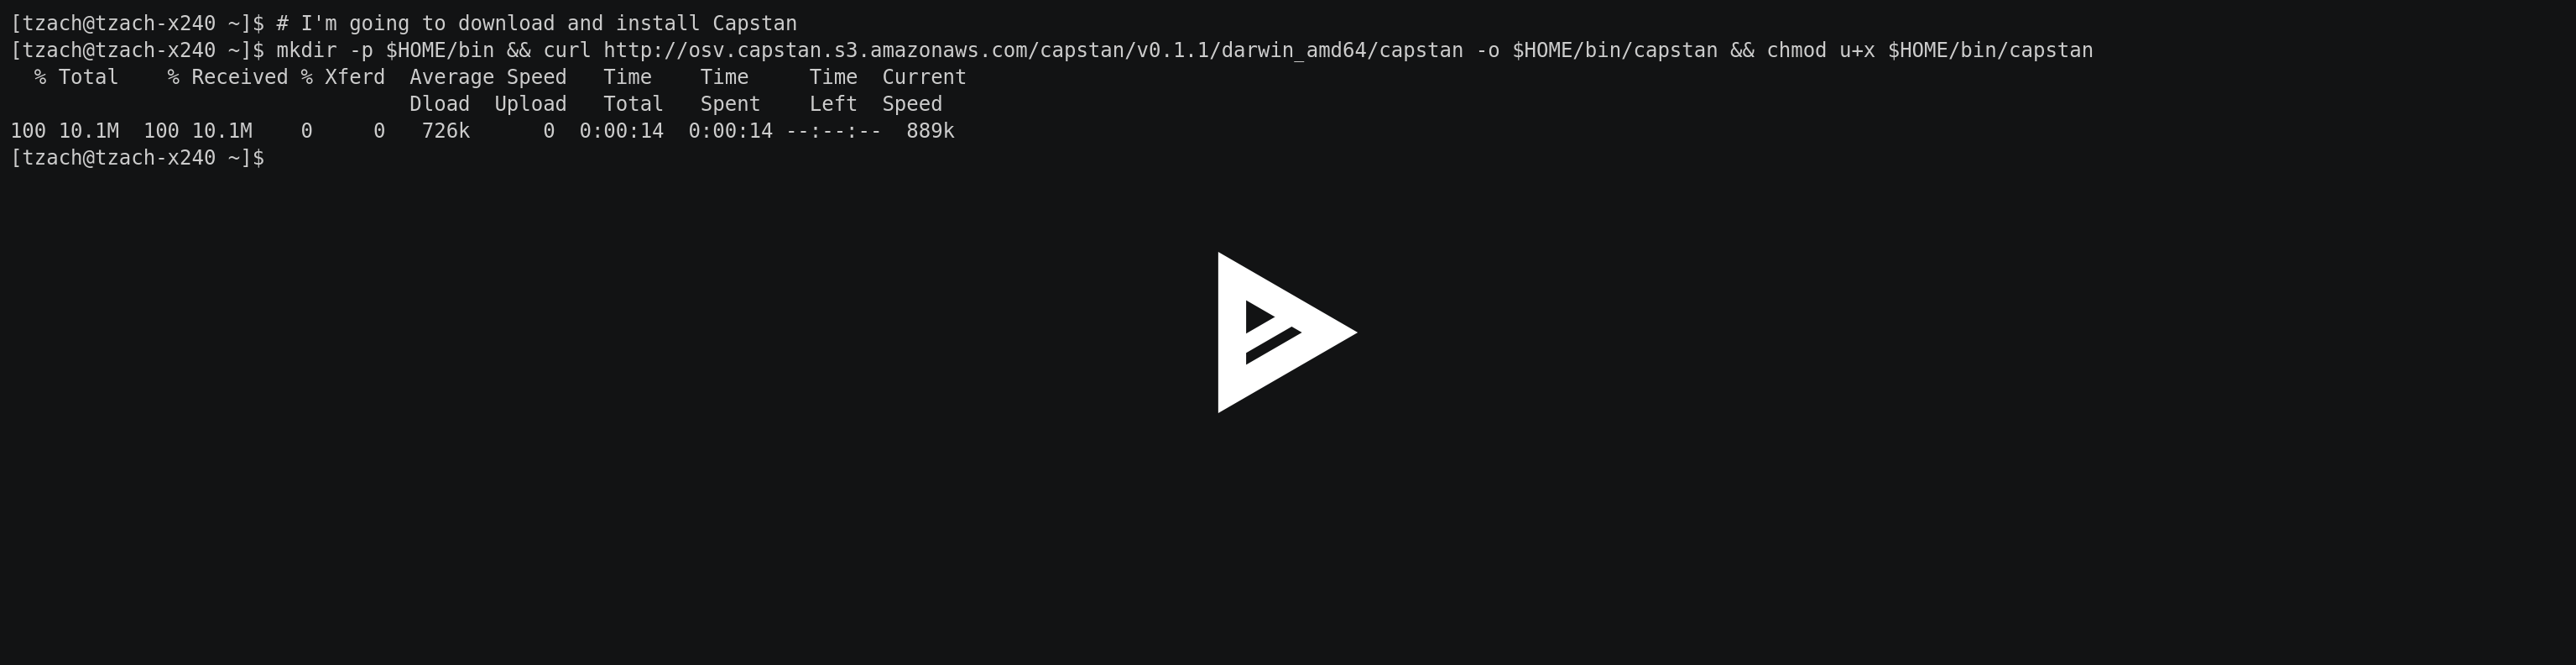 [tzach@tzach-x240 ~]$ # I'm going to download and install Capstan
[tzach@tzach-x240 ~]$ mkdir -p $HOME/bin && curl http://osv.capstan.s3.amazonaws.com/capstan/v0.1.1/darwin_amd64/capstan -o $HOME/bin/capstan && chmod u+x $HOME/bin/capstan
  % Total    % Received % Xferd  Average Speed   Time    Time     Time  Current
                                 Dload  Upload   Total   Spent    Left  Speed
100 10.1M  100 10.1M    0     0   726k      0  0:00:14  0:00:14 --:--:--  889k
[tzach@tzach-x240 ~]$